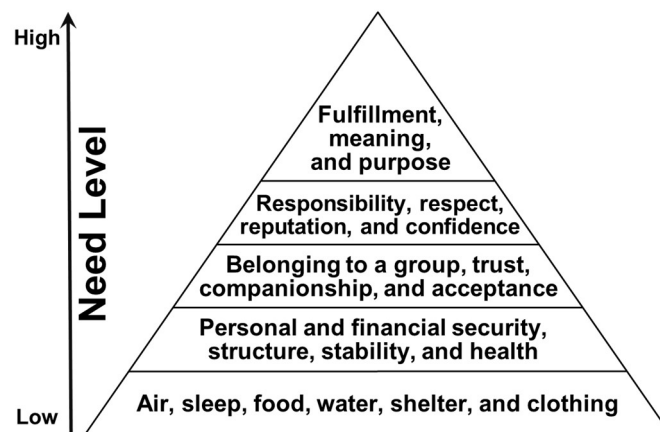 High
Need Level
Low
Fulfillment,
meaning,
and purpose
Responsibility, respect,
reputation, and confidence
Belonging to a group, trust,
companionship, and acceptance
Personal and financial security,
structure, stability, and health
Air, sleep, food, water, shelter, and clothing